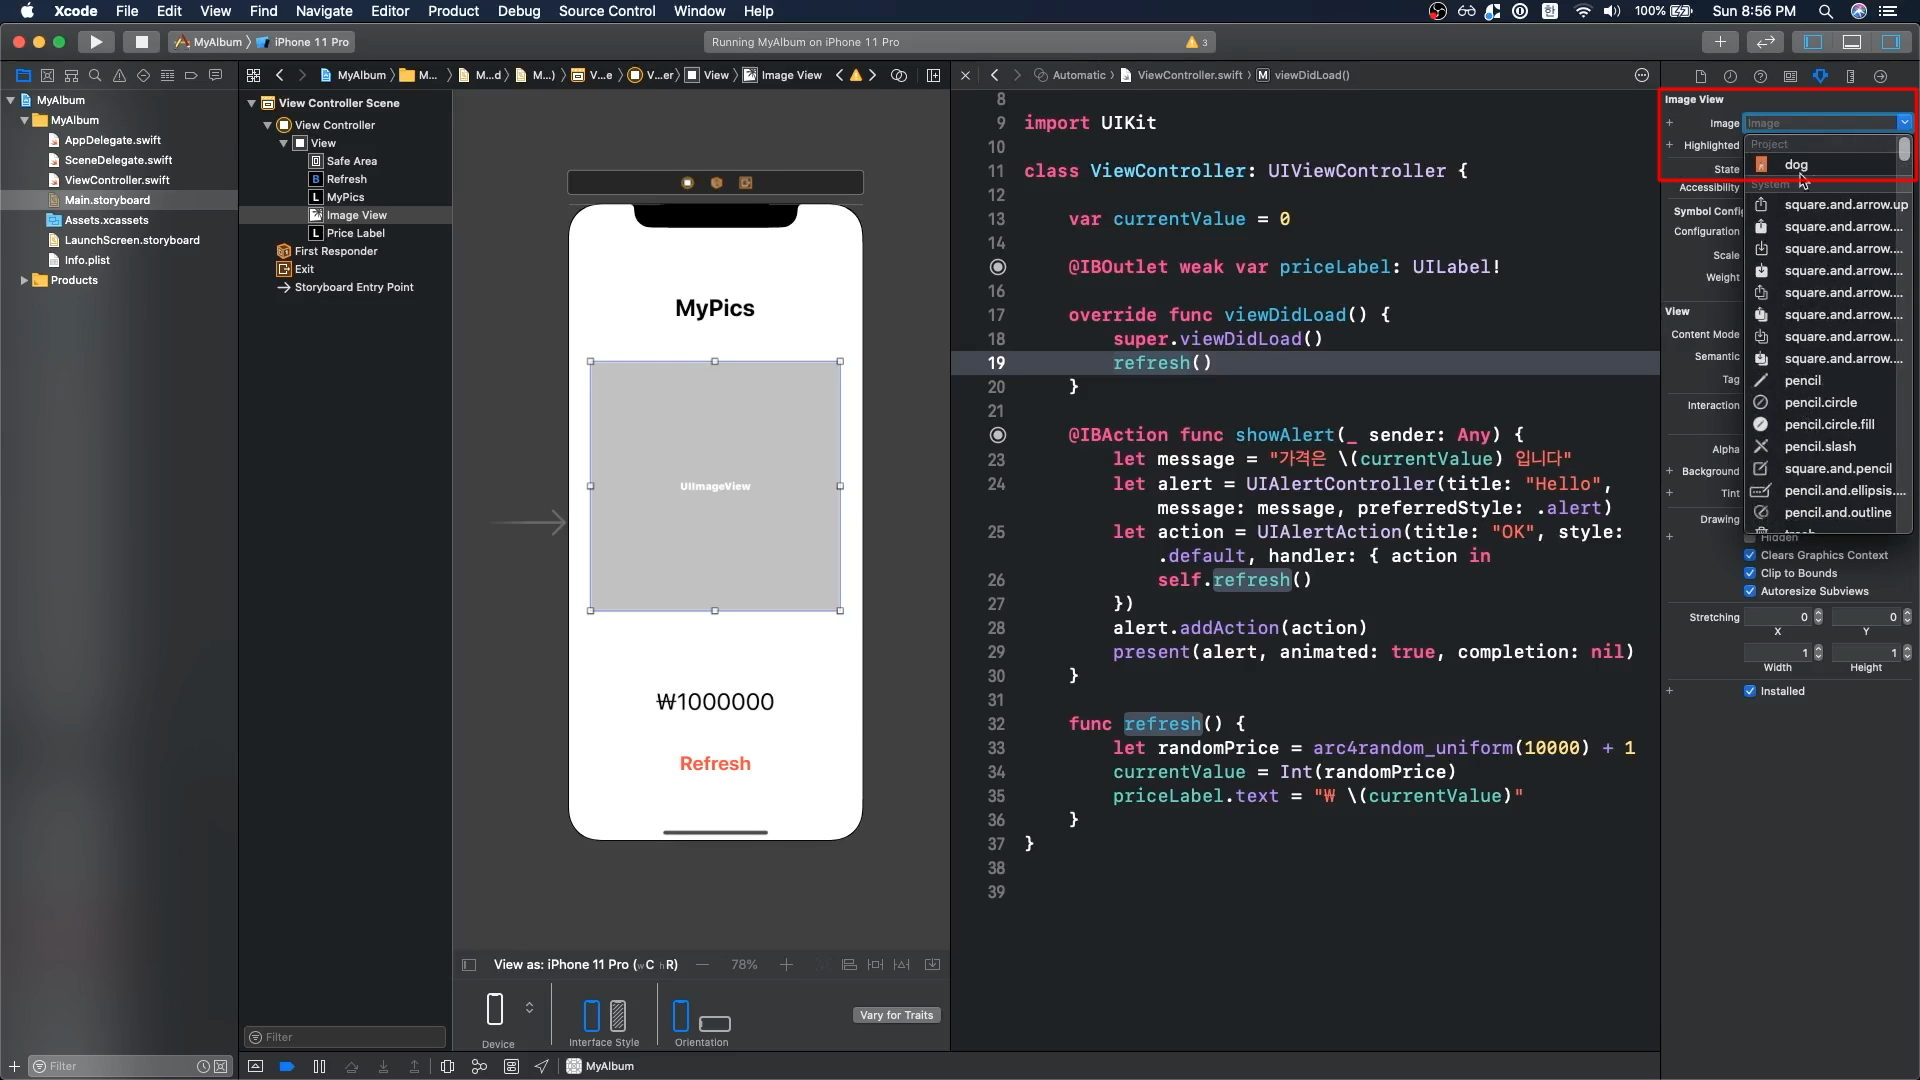 Xcode File Edit View Find Navigate Editor Product Debug Source Control Window Help
한 100% Sun 8:56 PM
MyAlbum iPhone 11 Pro
Running MyAlbum on iPhone 11 Pro
3
MyAlbum
MyAlbum
AppDelegate.swift
SceneDelegate.swift
ViewController.swift
Main.storyboard
Assets.xcassets
LaunchScreen.storyboard
Info.plist
Products
Filter
MyAlbum M... M...d M...) V...e V...er) View Image View
View Controller Scene
View Controller
View
Safe Area
B Refresh
L MyPics
Image View
L Price Label
First Responder
Exit
Storyboard Entry Point
Filter
MyPics
UIImageView
₩1000000
Refresh
View as: iPhone 11 Pro (wC hR) 78%
Device
Interface Style
Orientation
Vary for Traits
MyAlbum
Automatic ViewController.swift M viewDidLoad()
8
9 import UIKit
10
11 class ViewController: UIViewController {
12
13 var currentValue = 0
14
@IBOutlet weak var priceLabel: UILabel!
16
17 override func viewDidLoad() {
18 super.viewDidLoad()
19 refresh()
20 }
21
@IBAction func showAlert(_ sender: Any) {
23 let message = "가격은 \(currentValue) 입니다"
24 let alert = UIAlertController(title: "Hello",
message: message, preferredStyle: .alert)
25 let action = UIAlertAction(title: "OK", style:
.default, handler: { action in
26 self.refresh()
27 })
28 alert.addAction(action)
29 present(alert, animated: true, completion: nil)
30 }
31
32 func refresh() {
33 let randomPrice = arc4random_uniform(10000) + 1
34 currentValue = Int(randomPrice)
35 priceLabel.text = "₩ \(currentValue)"
36 }
37 }
38
39
Image View
Image Image
Highlighted
State
Accessibility
Symbol Confi
Configuration
Scale
Weight
Project
dog
System
square.and.arrow.up
square.and.arrow....
square.and.arrow....
square.and.arrow....
square.and.arrow....
square.and.arrow....
square.and.arrow....
square.and.arrow....
pencil
pencil.circle
pencil.circle.fill
pencil.slash
square.and.pencil
pencil.and.ellipsis....
pencil.and.outline
View
Content Mode
Semantic
Tag
Interaction
Alpha
Background
Tint
Drawing
Hidden
Clears Graphics Context
Clip to Bounds
Autoresize Subviews
Stretching 0 0
X Y
1 1
Width Height
Installed